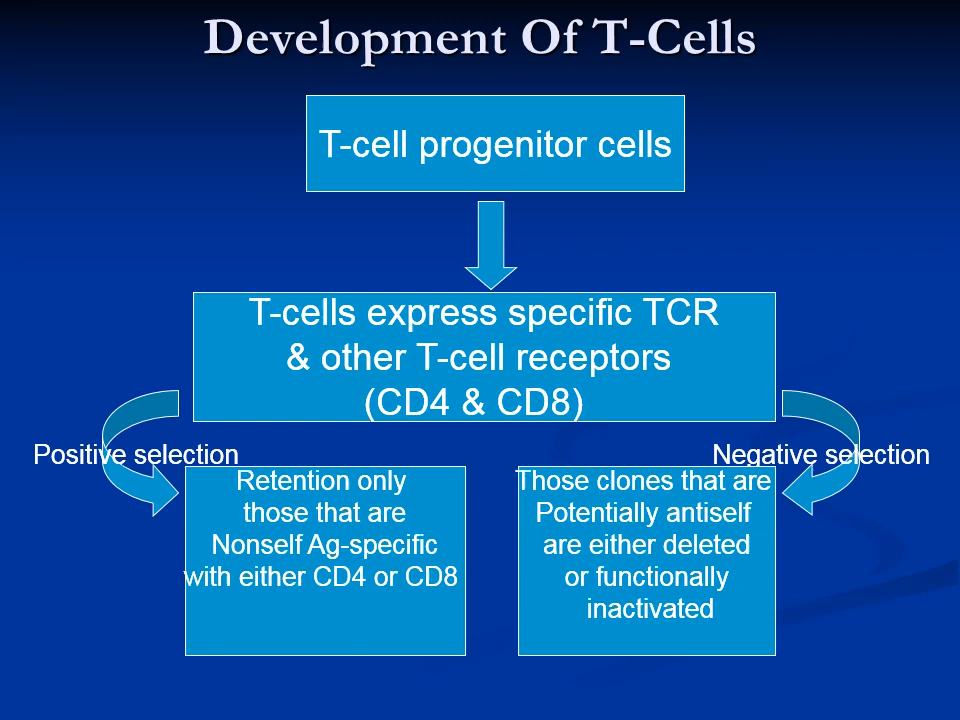 Development Of T-Cells
T-cell progenitor cells
T-cells express specific TCR
& other T-cell receptors
(CD4 & CD8)
Positive selection
Retention only
those that are
Nonself Ag-specific
with either CD4 or CD8
Negative selection
Those clones that are
Potentially antiself
are either deleted
or functionally
inactivated